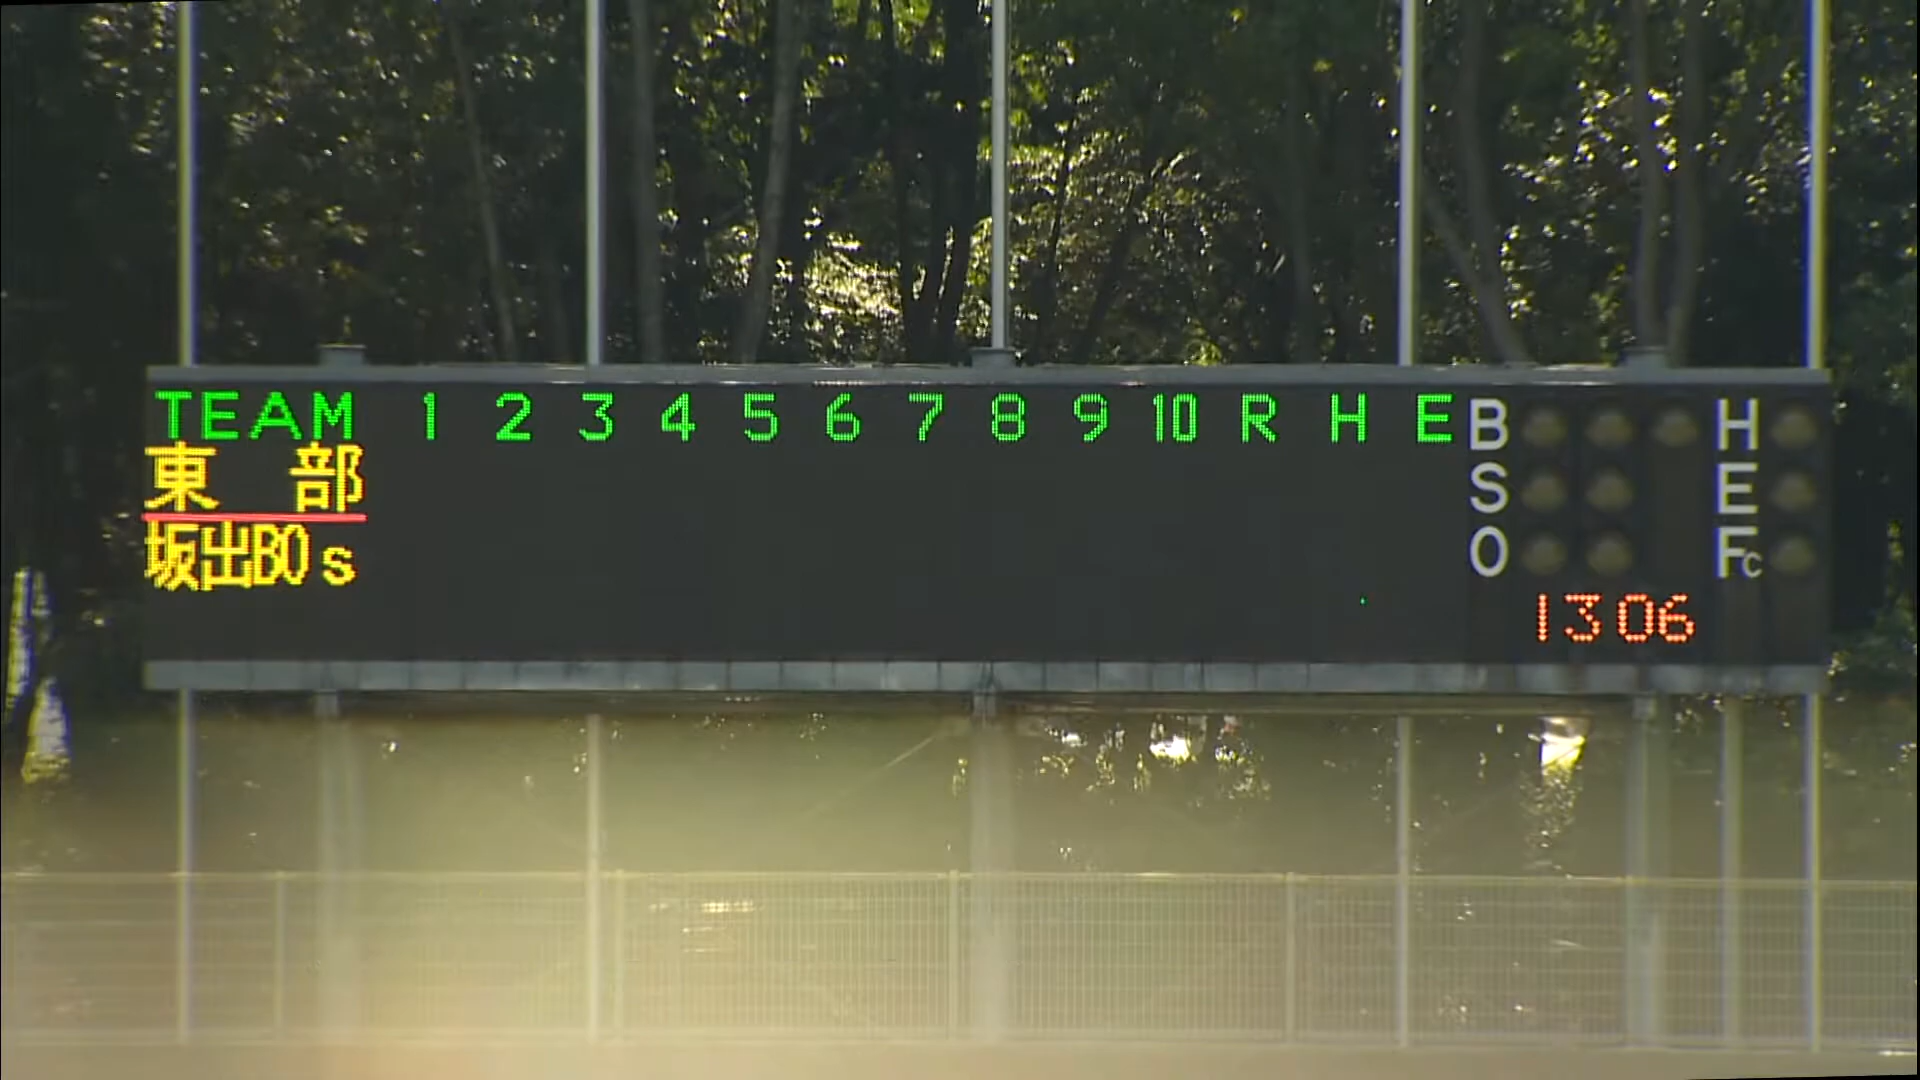 TEAM 1 2 3 4 5 6 7 8 9 10 R H E B H
東 部 S E
坂出BOs O Fc
1306